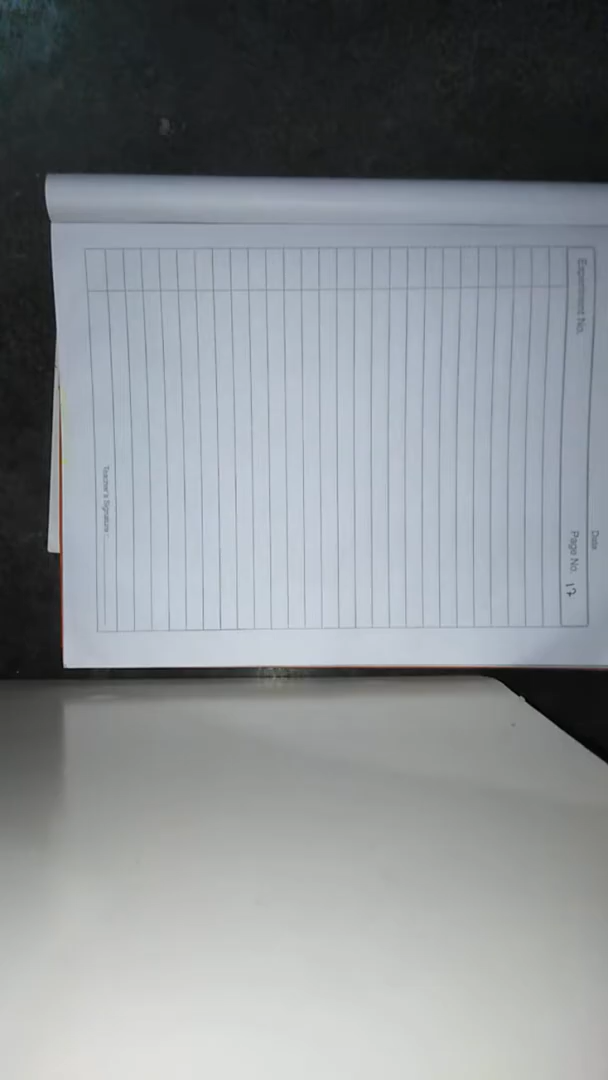 Date
Experiment No.
Page No. 17
Teacher's Signature :